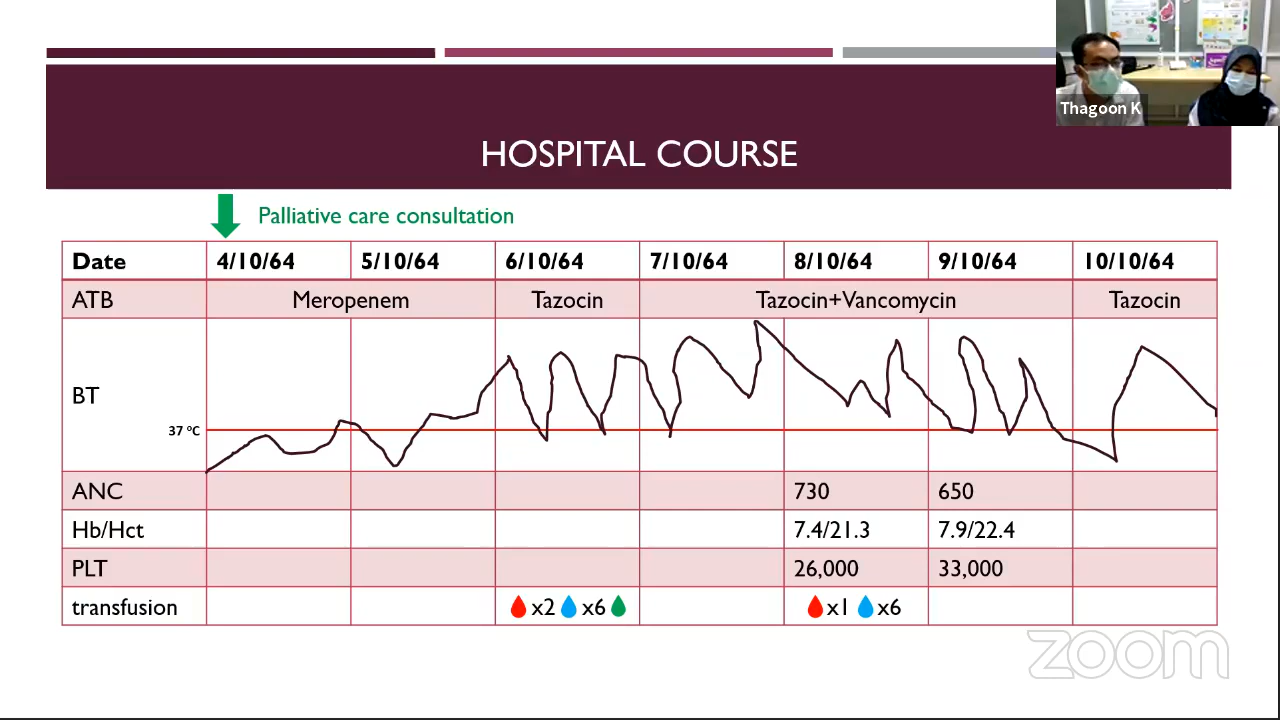 Thagoon K
HOSPITAL COURSE
Palliative care consultation
Date 4/10/64 5/10/64 6/10/64 7/10/64 8/10/64 9/10/64 10/10/64
ATB Meropenem Tazocin Tazocin+Vancomycin Tazocin
BT
37 °C
ANC 730 650
Hb/Hct 7.4/21.3 7.9/22.4
PLT 26,000 33,000
transfusion x2 x6 x1 x6
zoom